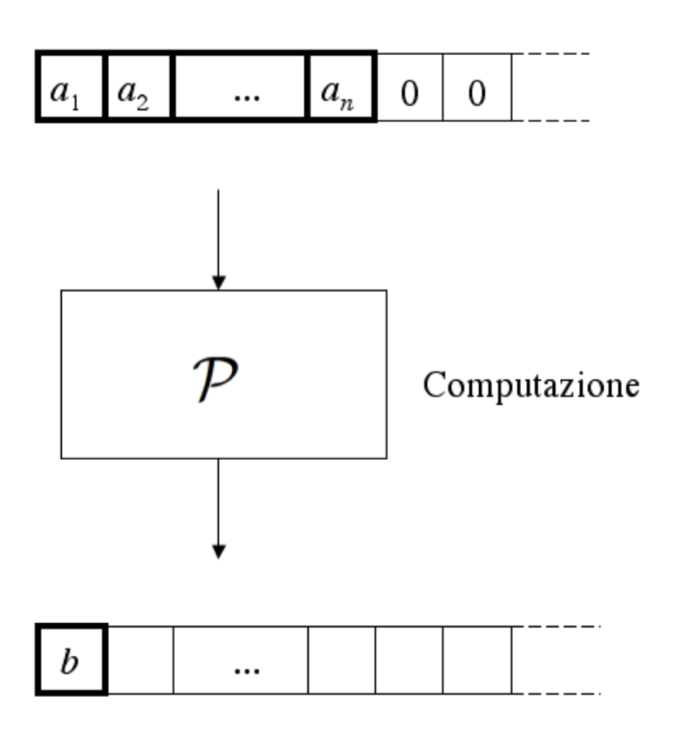 a₁ a₂ ... aₙ 0 0
𝒫
Computazione
b ...